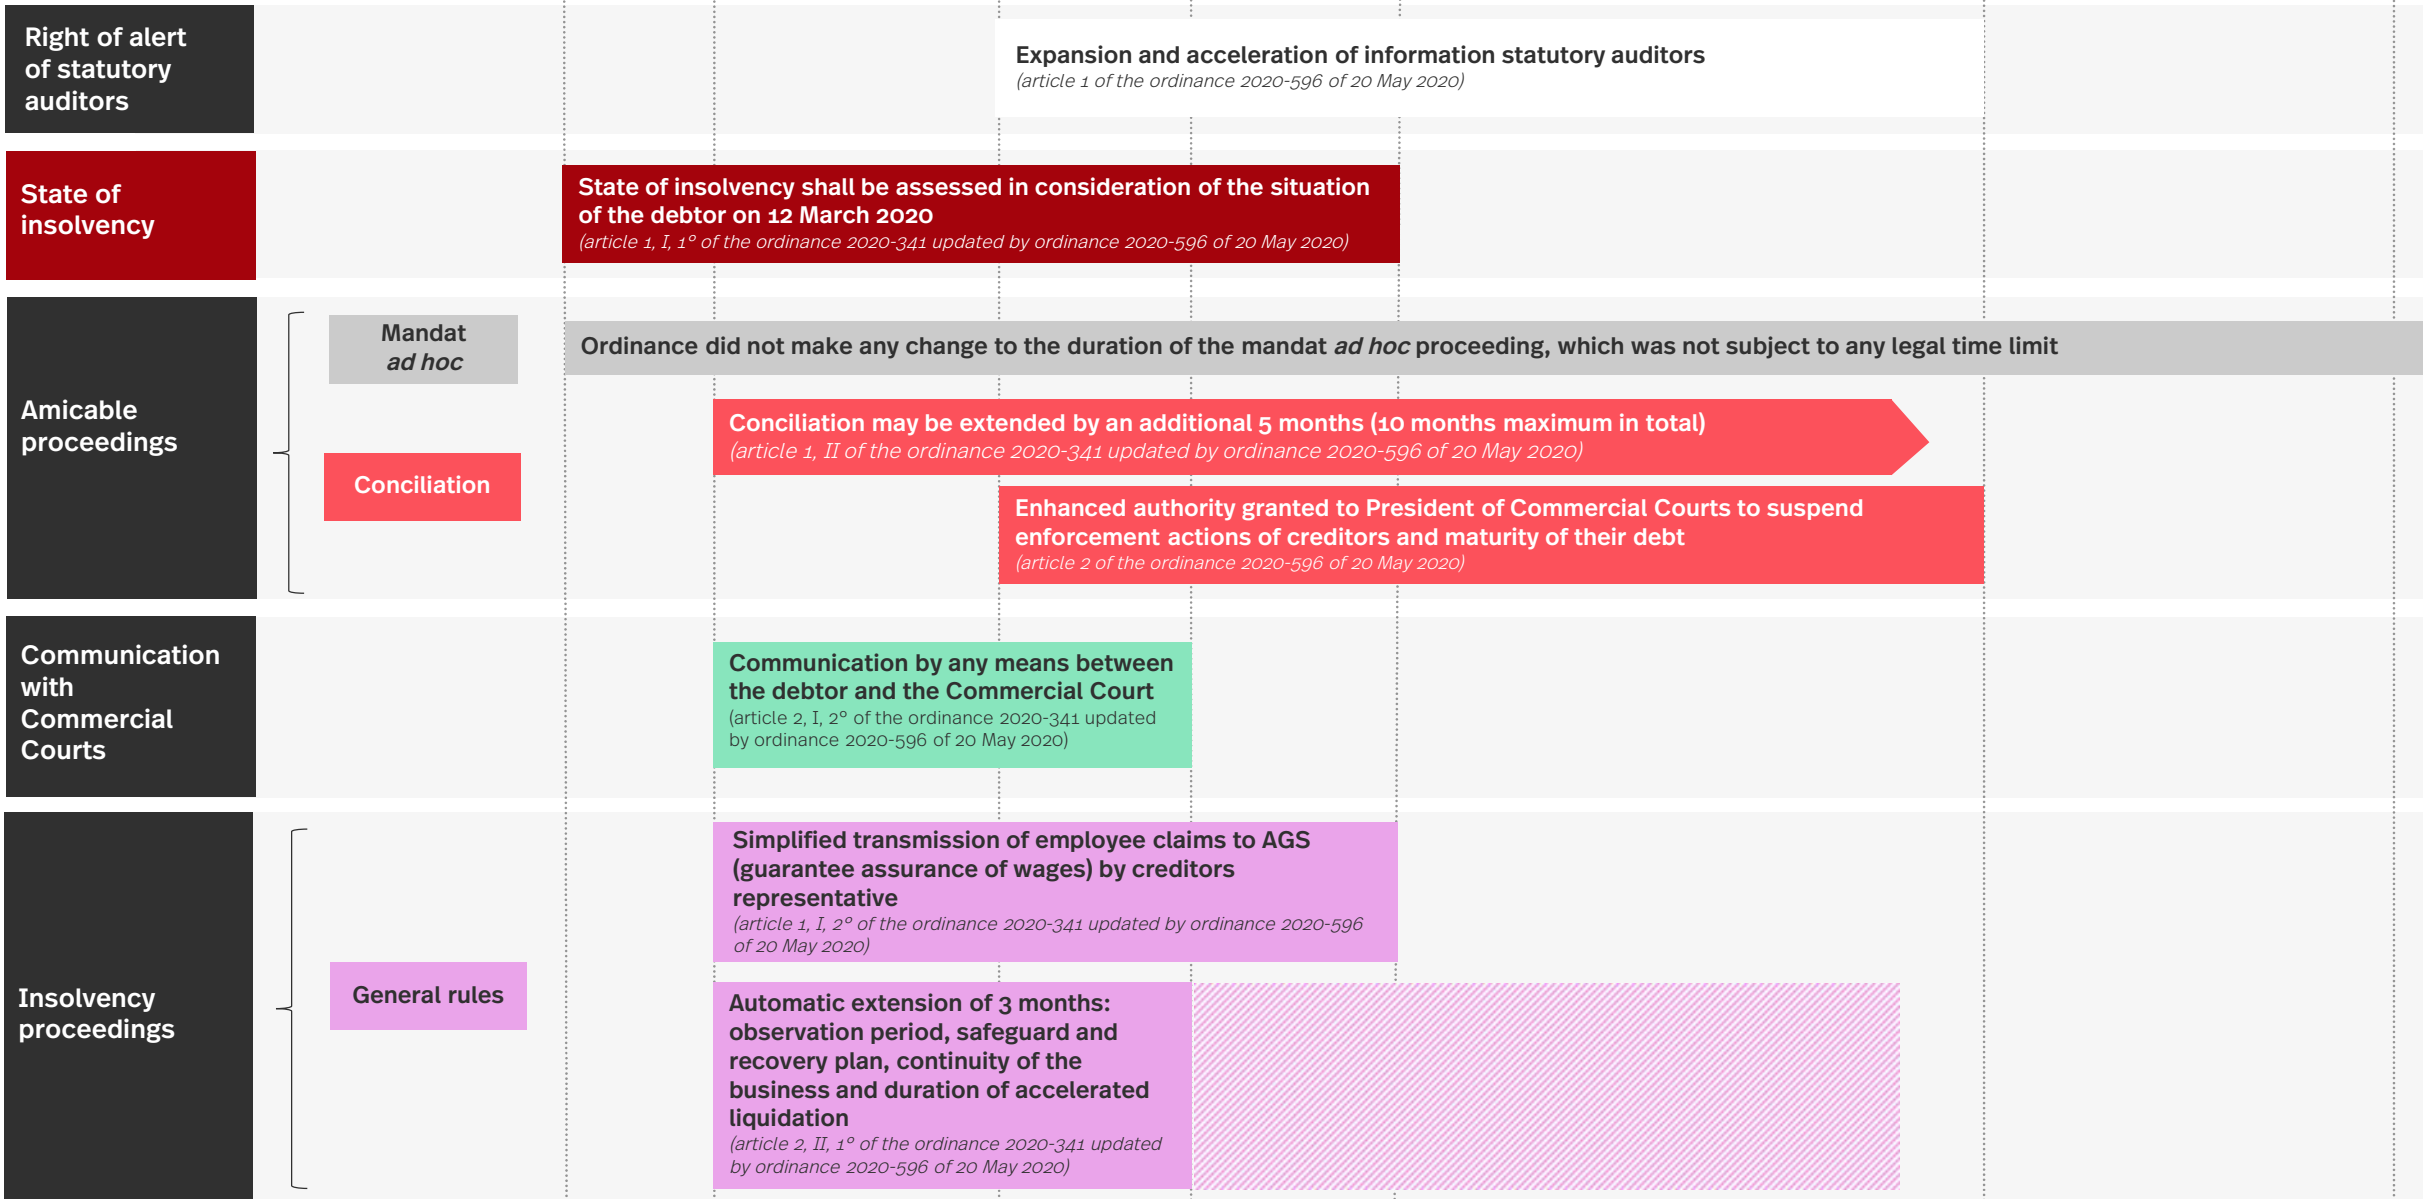 Right of alert
of statutory
auditors
Expansion and acceleration of information statutory auditors
(article 1 of the ordinance 2020-596 of 20 May 2020)
State of
insolvency
State of insolvency shall be assessed in consideration of the situation
of the debtor on 12 March 2020
(article 1, I, 1° of the ordinance 2020-341 updated by ordinance 2020-596 of 20 May 2020)
Amicable
proceedings
Mandat
ad hoc
Ordinance did not make any change to the duration of the mandat ad hoc proceeding, which was not subject to any legal time limit
Conciliation
Conciliation may be extended by an additional 5 months (10 months maximum in total)
(article 1, II of the ordinance 2020-341 updated by ordinance 2020-596 of 20 May 2020)
Enhanced authority granted to President of Commercial Courts to suspend
enforcement actions of creditors and maturity of their debt
(article 2 of the ordinance 2020-596 of 20 May 2020)
Communication
with
Commercial
Courts
Communication by any means between
the debtor and the Commercial Court
(article 2, I, 2° of the ordinance 2020-341 updated
by ordinance 2020-596 of 20 May 2020)
Insolvency
proceedings
General rules
Simplified transmission of employee claims to AGS
(guarantee assurance of wages) by creditors
representative
(article 1, I, 2° of the ordinance 2020-341 updated by ordinance 2020-596
of 20 May 2020)
Automatic extension of 3 months:
observation period, safeguard and
recovery plan, continuity of the
business and duration of accelerated
liquidation
(article 2, II, 1° of the ordinance 2020-341 updated
by ordinance 2020-596 of 20 May 2020)